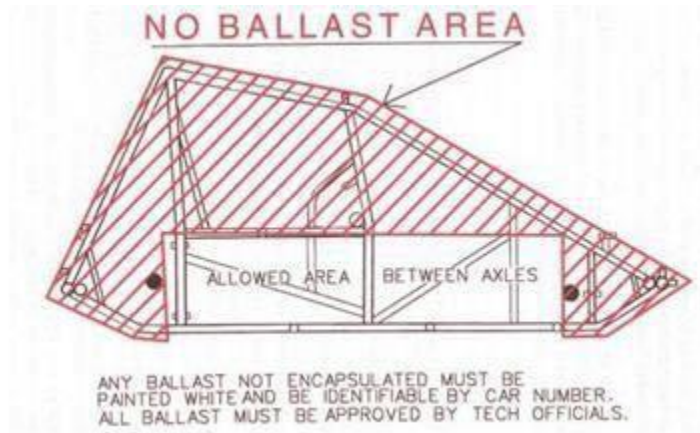 NO BALLAST AREA
ALLOWED AREA BETWEEN AXLES
ANY BALLAST NOT ENCAPSULATED MUST BE
PAINTED WHITE AND BE IDENTIFIABLE BY CAR NUMBER.
ALL BALLAST MUST BE APPROVED BY TECH OFFICIALS.